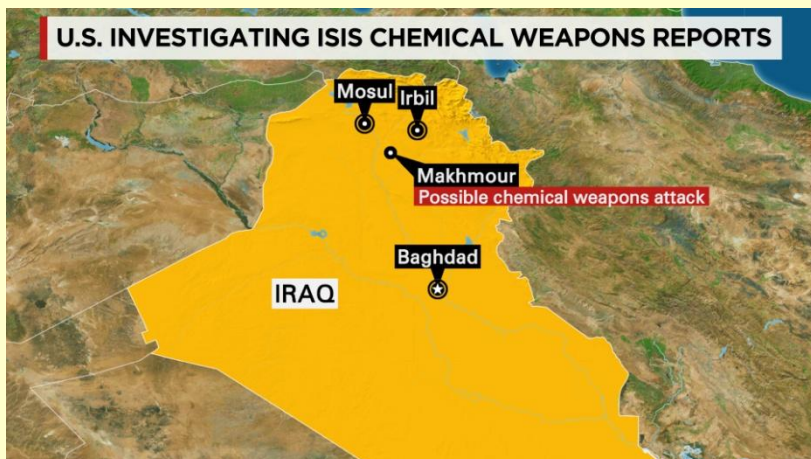 U.S. INVESTIGATING ISIS CHEMICAL WEAPONS REPORTS
Mosul
Irbil
Makhmour
Possible chemical weapons attack
Baghdad
IRAQ